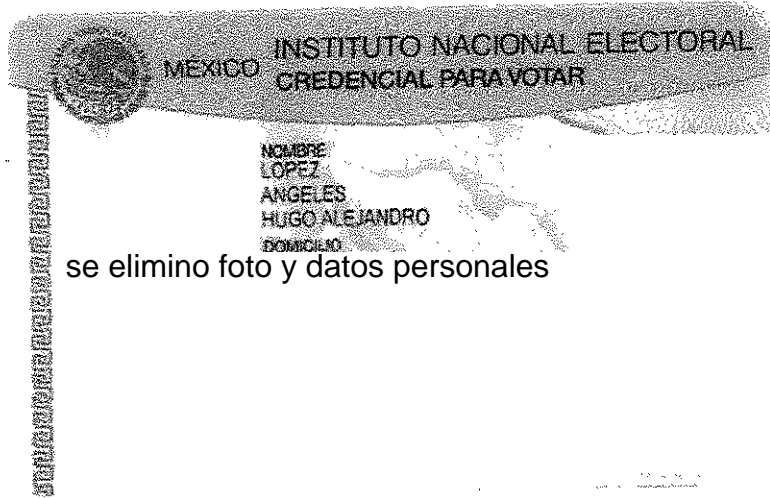 MEXICO
INSTITUTO NACIONAL ELECTORAL
CREDENCIAL PARA VOTAR
NOMBRE
LOPEZ
ANGELES
HUGO ALEJANDRO
DOMICILIO
se elimino foto y datos personales